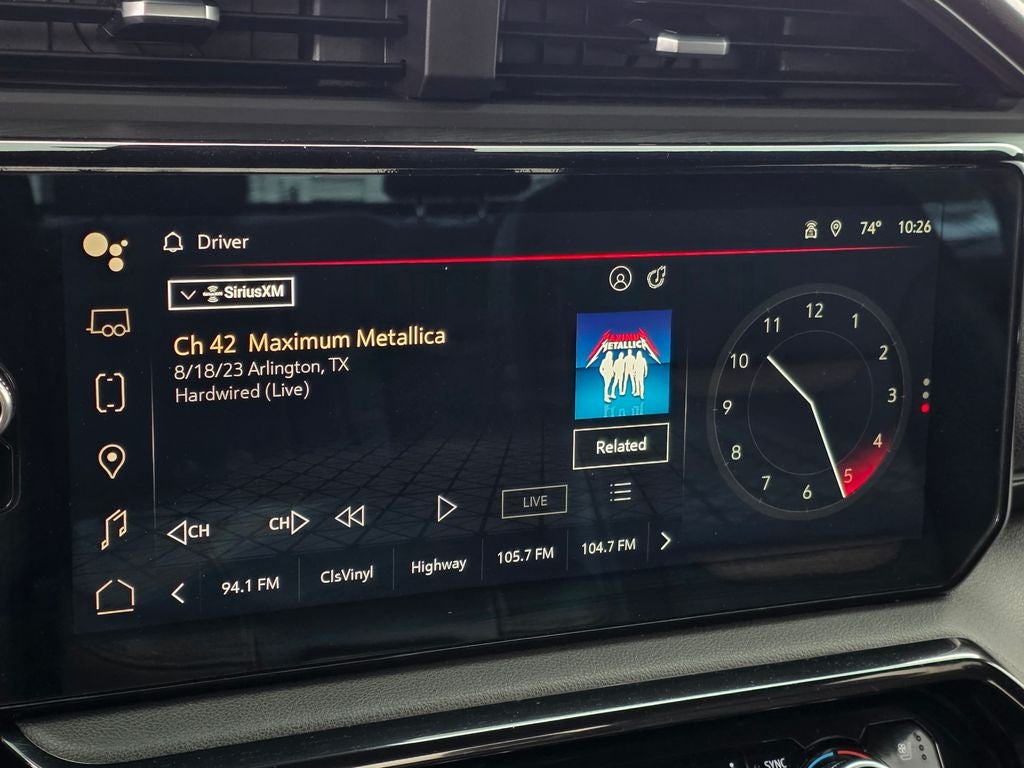 Driver
74° 10:26
SiriusXM
Ch 42 Maximum Metallica
8/18/23 Arlington, TX
Hardwired (Live)
MAXIMUM
METALLICA
Related
12
1
2
3
4
5
6
7
8
9
10
11
CH
CH
LIVE
94.1 FM ClsVinyl Highway 105.7 FM 104.7 FM
SYNC